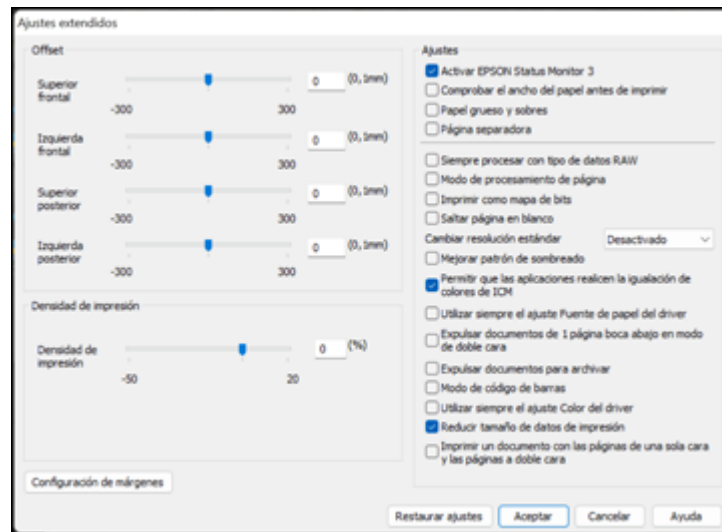 Ajustes extendidos
Offset
Superior
frontal
0
(0,1mm)
-300
300
Izquierda
frontal
0
(0,1mm)
-300
300
Superior
posterior
0
(0,1mm)
-300
300
Izquierda
posterior
0
(0,1mm)
-300
300
Densidad de impresión
Densidad de
impresión
0
(%)
-50
20
Configuración de márgenes
Ajustes
Activar EPSON Status Monitor 3
Comprobar el ancho del papel antes de imprimir
Papel grueso y sobres
Página separadora
Siempre procesar con tipo de datos RAW
Modo de procesamiento de página
Imprimir como mapa de bits
Saltar página en blanco
Cambiar resolución estándar Desactivado
Mejorar patrón de sombreado
Permitir que las aplicaciones realicen la igualación de
colores de ICM
Utilizar siempre el ajuste Fuente de papel del driver
Expulsar documentos de 1 página boca abajo en modo
de doble cara
Expulsar documentos para archivar
Modo de código de barras
Utilizar siempre el ajuste Color del driver
Reducir tamaño de datos de impresión
Imprimir un documento con las páginas de una sola cara
y las páginas a doble cara
Restaurar ajustes Aceptar Cancelar Ayuda